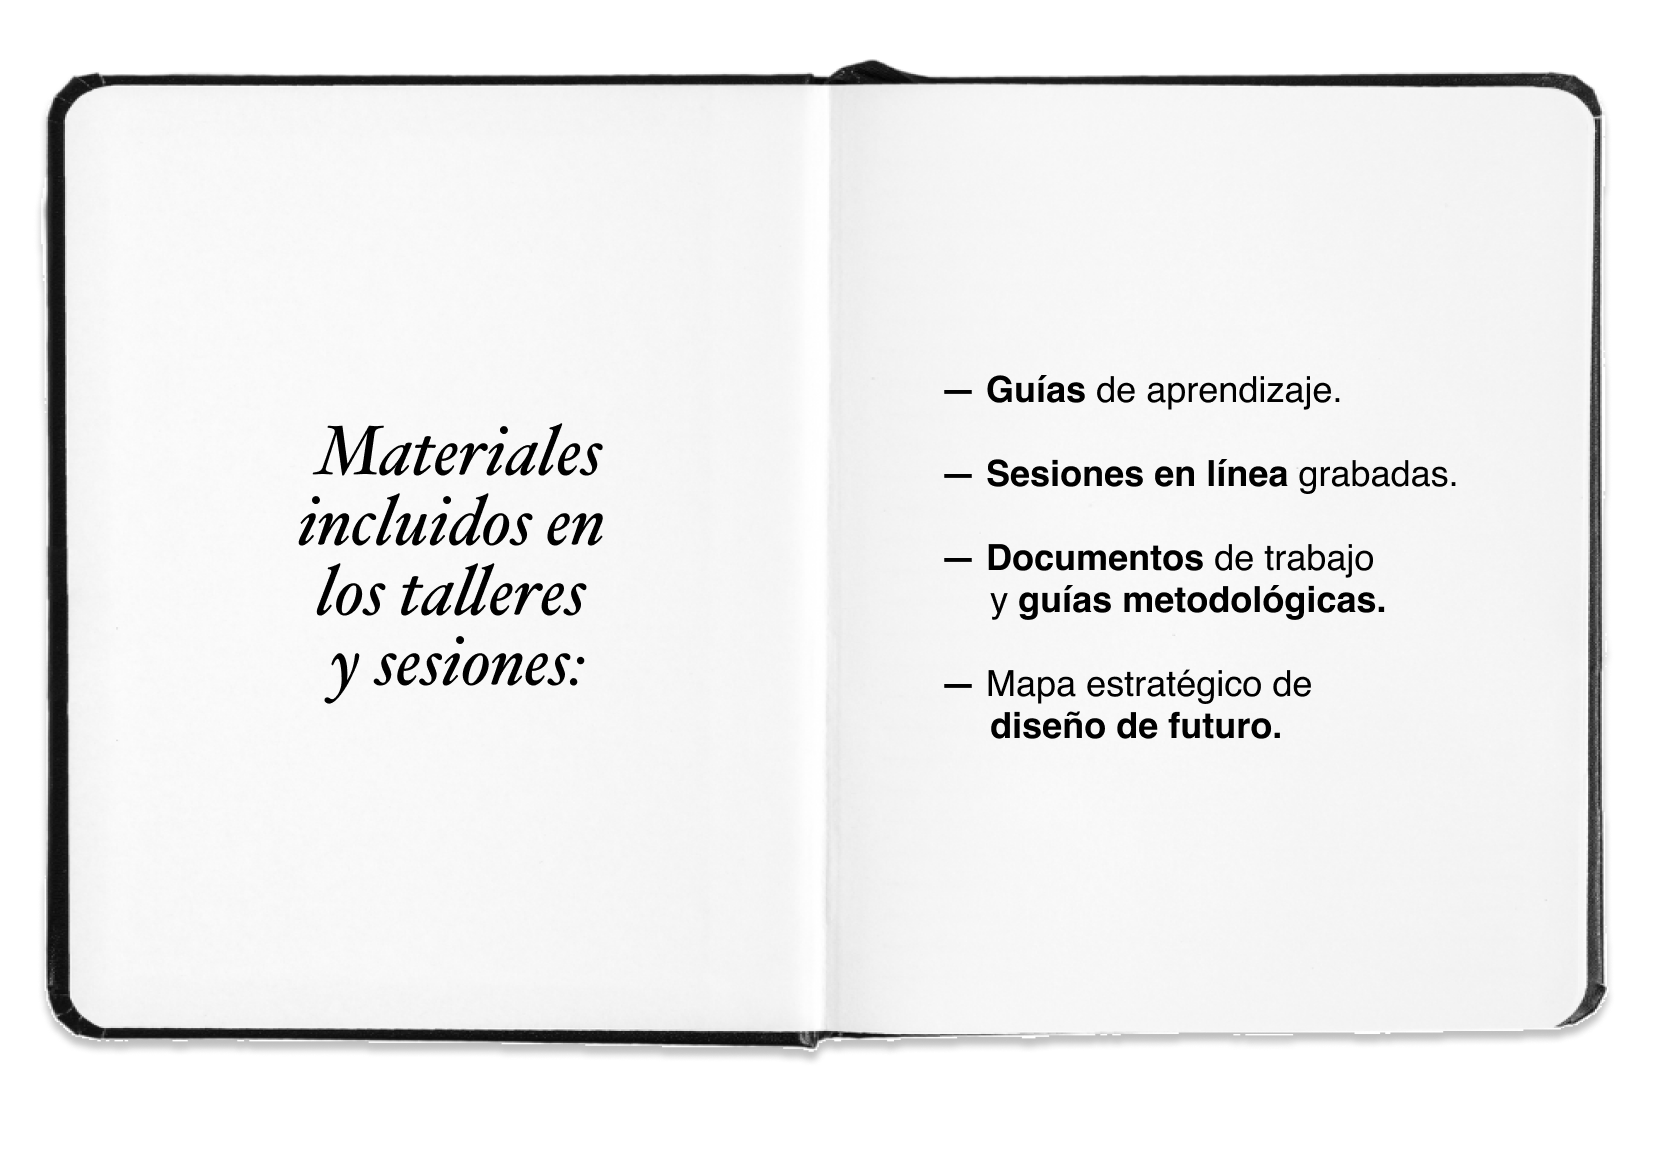 Materiales
incluidos en
los talleres
y sesiones:
— Guías de aprendizaje.
— Sesiones en línea grabadas.
— Documentos de trabajo
y guías metodológicas.
— Mapa estratégico de
diseño de futuro.